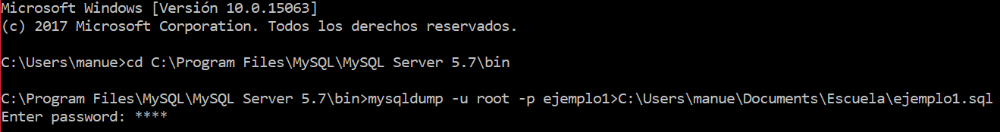 Microsoft Windows [Versión 10.0.15063]
(c) 2017 Microsoft Corporation. Todos los derechos reservados.
C:\Users\manue>cd C:\Program Files\MySQL\MySQL Server 5.7\bin
C:\Program Files\MySQL\MySQL Server 5.7\bin>mysqldump -u root -p ejemplo1>C:\Users\manue\Documents\Escuela\ejemplo1.sql
Enter password: ****